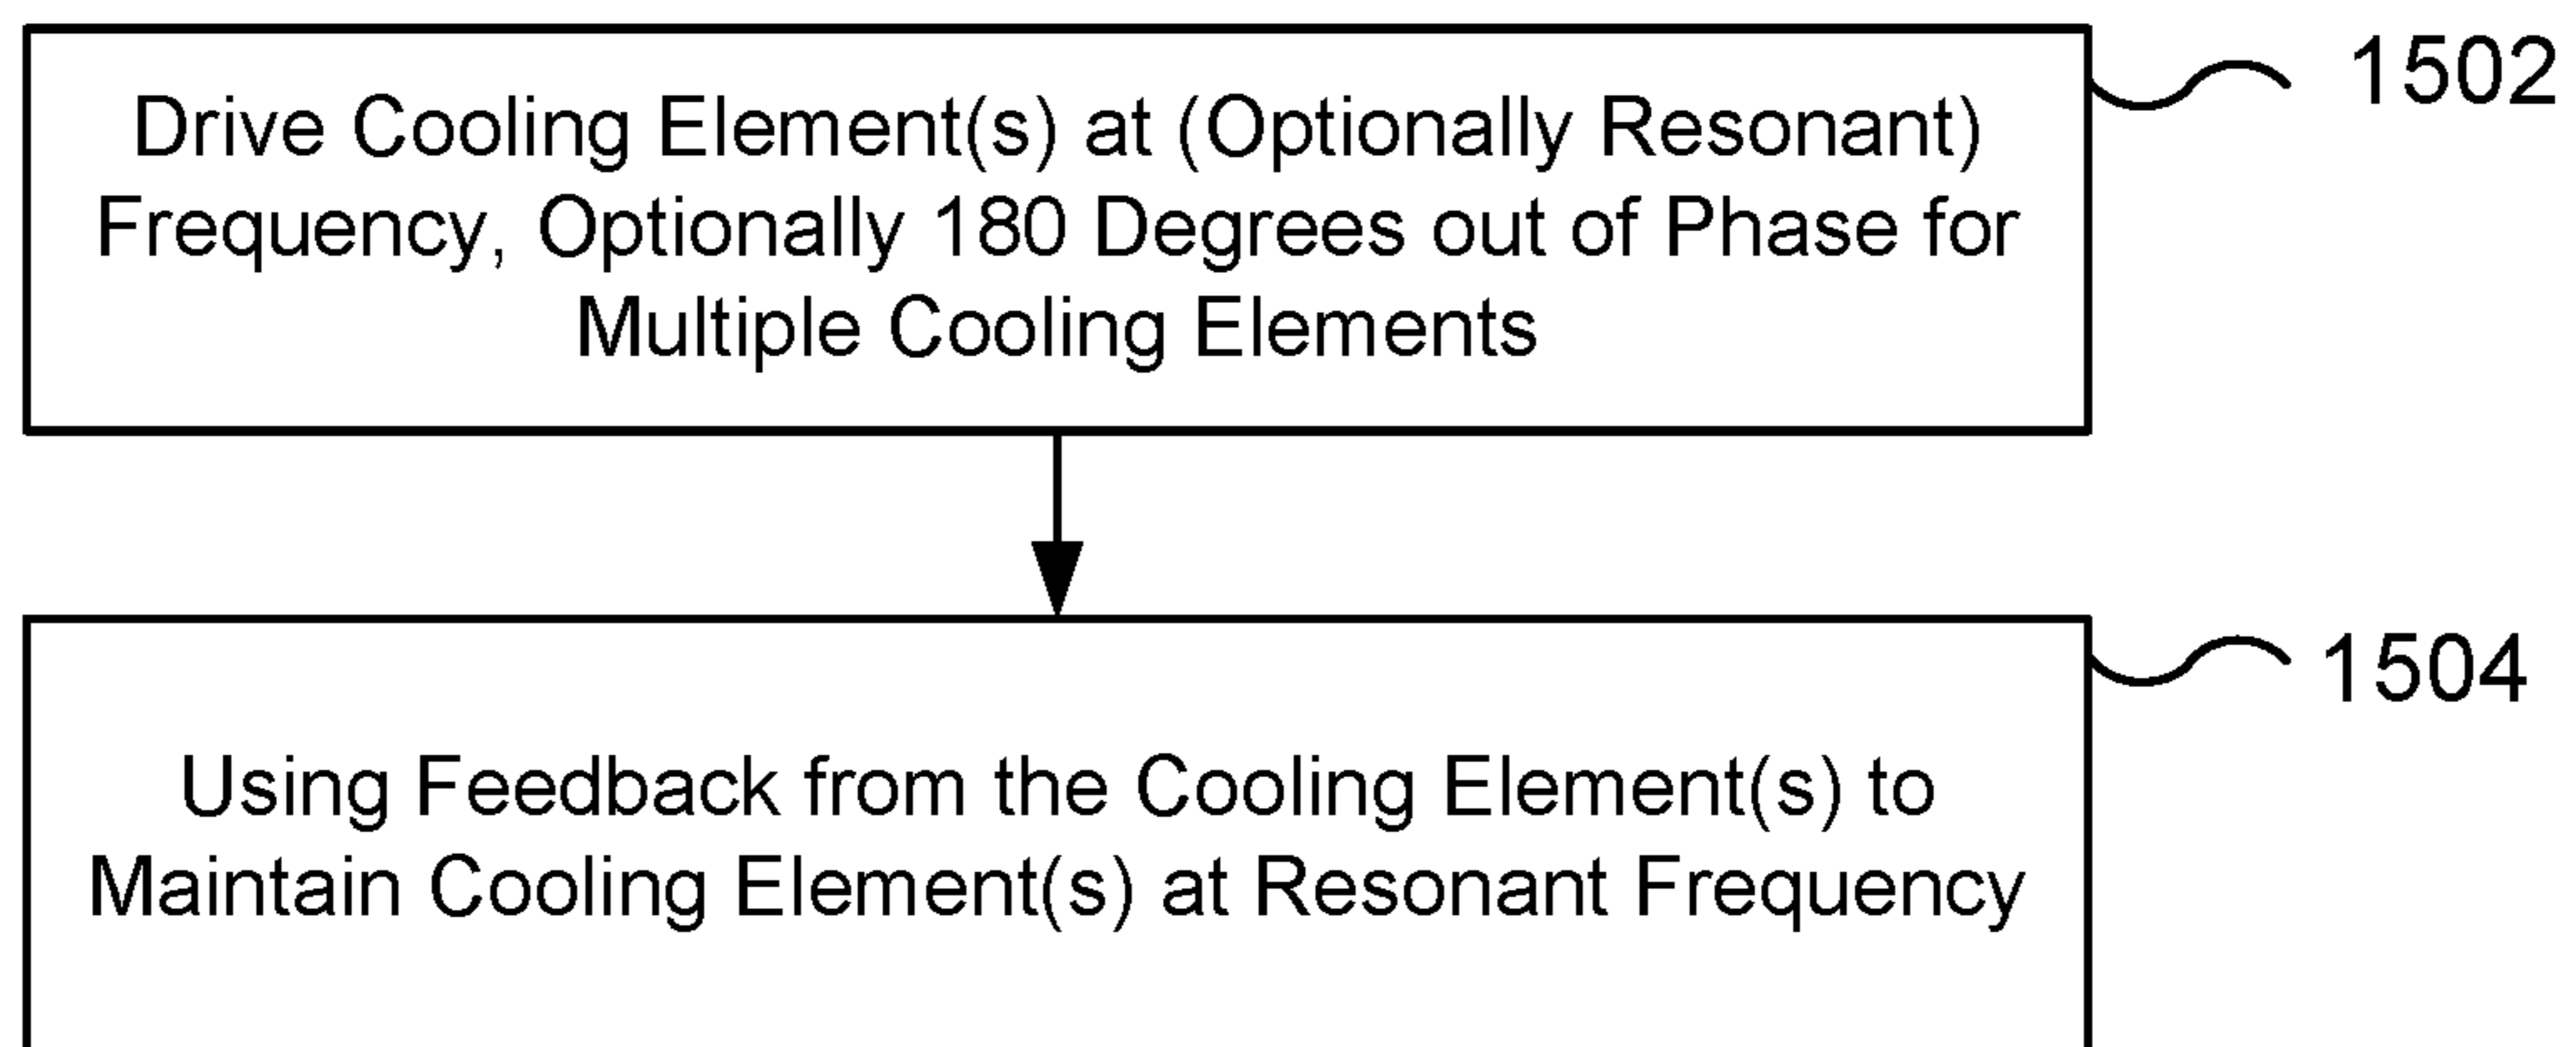 Drive Cooling Element(s) at (Optionally Resonant)
Frequency, Optionally 180 Degrees out of Phase for
Multiple Cooling Elements
1502
Using Feedback from the Cooling Element(s) to
Maintain Cooling Element(s) at Resonant Frequency
1504